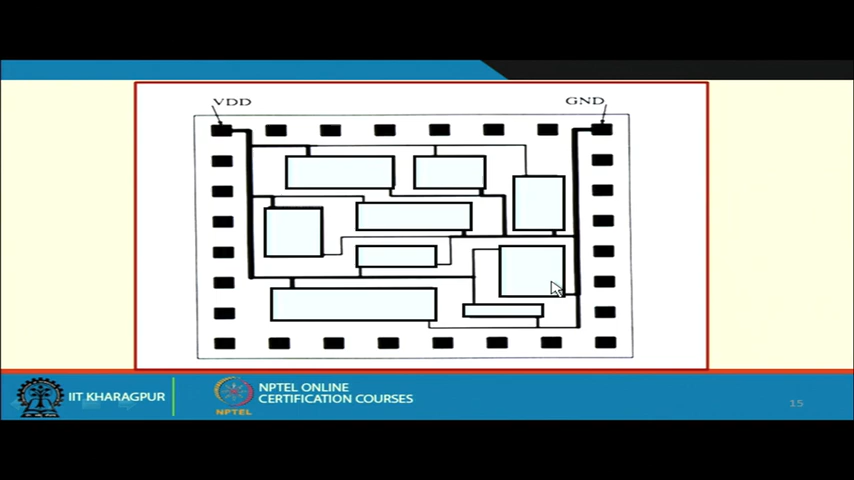 VDD
GND
IIT KHARAGPUR
NPTEL
NPTEL ONLINE
CERTIFICATION COURSES
15